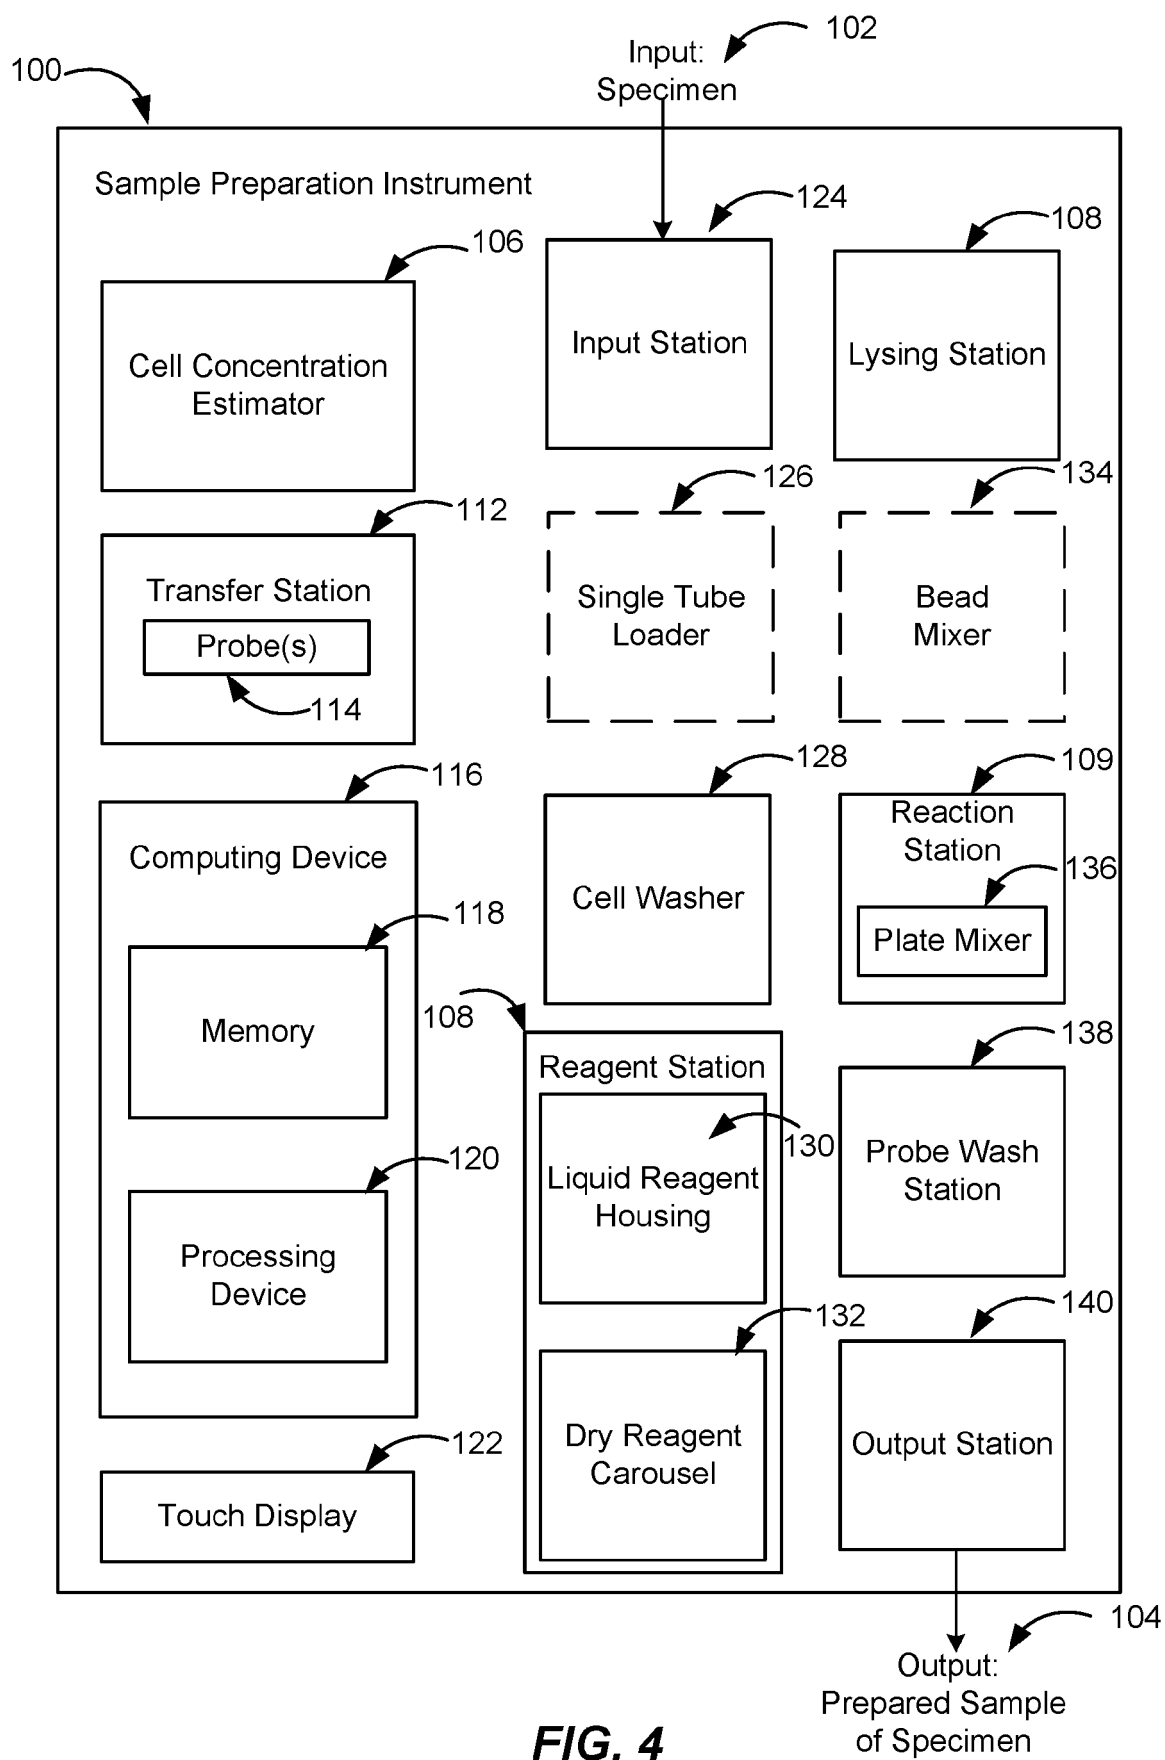 102
Input:
Specimen
100
Sample Preparation Instrument
124
108
106
Input Station
Lysing Station
Cell Concentration
Estimator
126
134
112
Transfer Station
Probe(s)
114
Single Tube
Loader
Bead
Mixer
128
109
116
Computing Device
Reaction
Station
136
Cell Washer
Plate Mixer
118
Memory
108
138
Reagent Station
130
Liquid Reagent
Housing
Probe Wash
Station
120
Processing
Device
132
140
Dry Reagent
Carousel
Output Station
122
Touch Display
104
Output:
Prepared Sample
of Specimen
FIG. 4